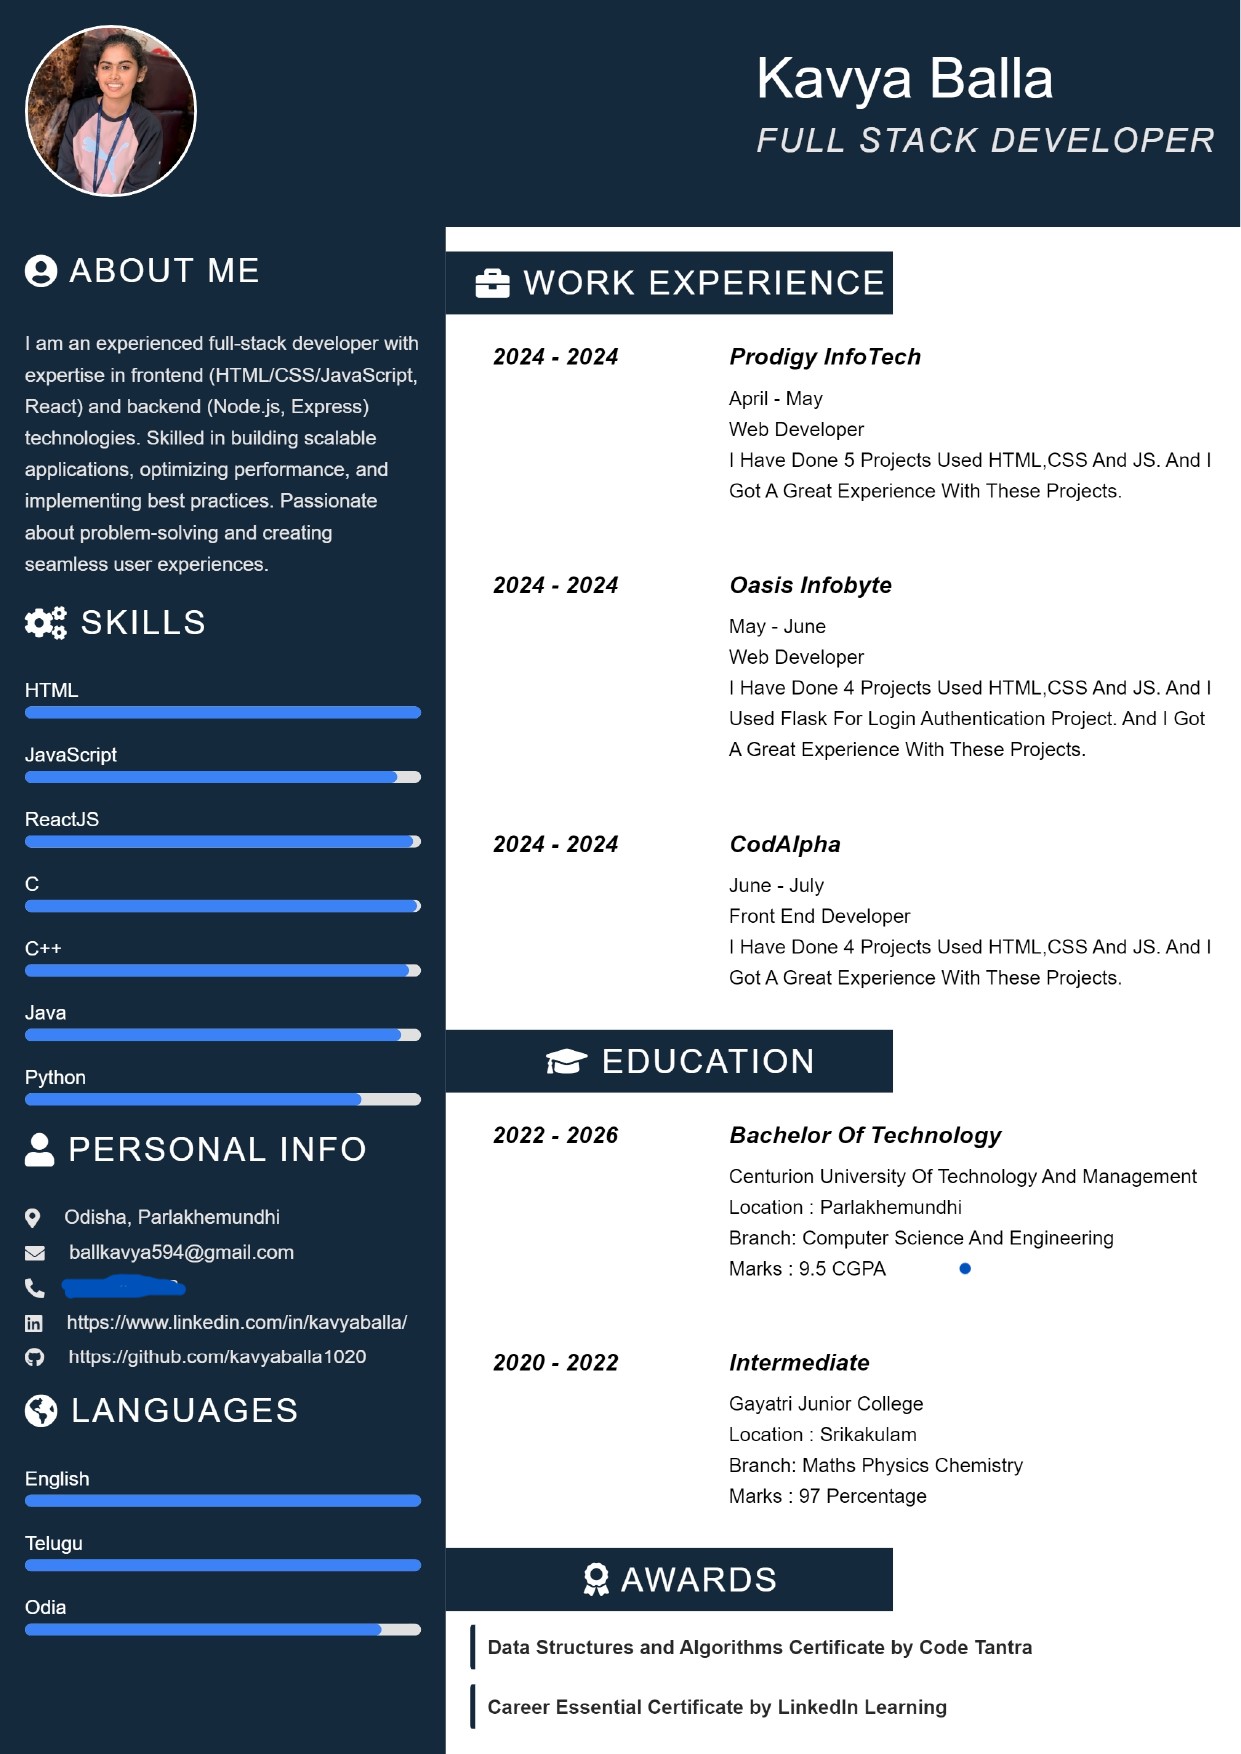 Kavya Balla
FULL STACK DEVELOPER
ABOUT ME
I am an experienced full-stack developer with
expertise in frontend (HTML/CSS/JavaScript,
React) and backend (Node.js, Express)
technologies. Skilled in building scalable
applications, optimizing performance, and
implementing best practices. Passionate
about problem-solving and creating
seamless user experiences.
SKILLS
HTML
JavaScript
ReactJS
C
C++
Java
Python
PERSONAL INFO
Odisha, Parlakhemundhi
ballkavya594@gmail.com
https://www.linkedin.com/in/kavyaballa/
https://github.com/kavyaballa1020
LANGUAGES
English
Telugu
Odia
WORK EXPERIENCE
2024 - 2024 Prodigy InfoTech
April - May
Web Developer
I Have Done 5 Projects Used HTML,CSS And JS. And I
Got A Great Experience With These Projects.
2024 - 2024 Oasis Infobyte
May - June
Web Developer
I Have Done 4 Projects Used HTML,CSS And JS. And I
Used Flask For Login Authentication Project. And I Got
A Great Experience With These Projects.
2024 - 2024 CodAlpha
June - July
Front End Developer
I Have Done 4 Projects Used HTML,CSS And JS. And I
Got A Great Experience With These Projects.
EDUCATION
2022 - 2026 Bachelor Of Technology
Centurion University Of Technology And Management
Location : Parlakhemundhi
Branch: Computer Science And Engineering
Marks : 9.5 CGPA
2020 - 2022 Intermediate
Gayatri Junior College
Location : Srikakulam
Branch: Maths Physics Chemistry
Marks : 97 Percentage
AWARDS
Data Structures and Algorithms Certificate by Code Tantra
Career Essential Certificate by LinkedIn Learning